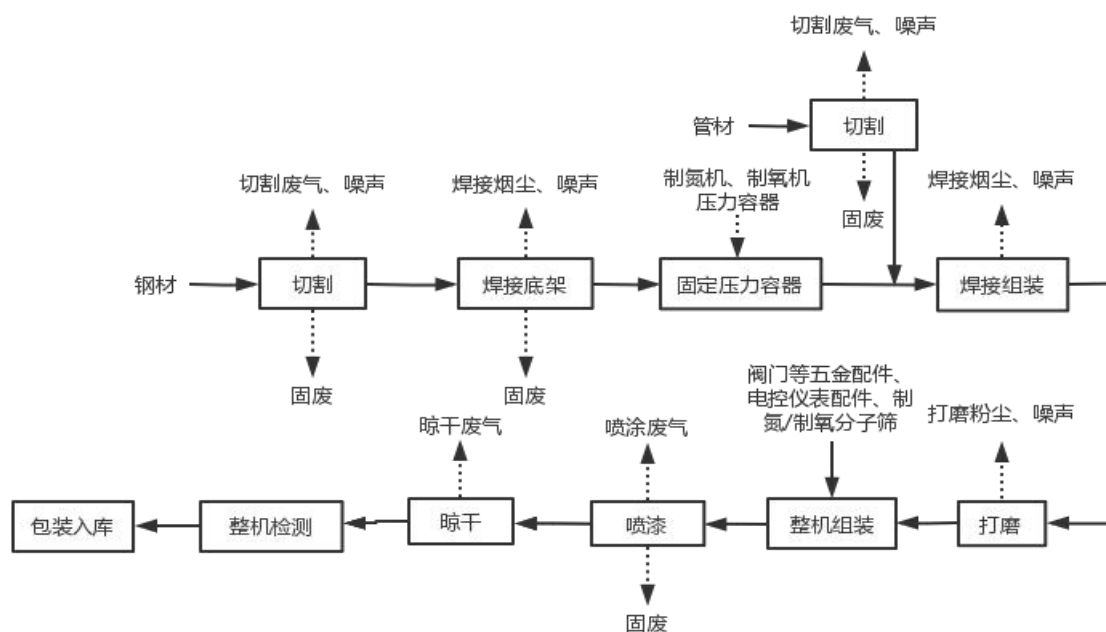 切割废气、噪声
管材
切割
固废
切割废气、噪声
焊接烟尘、噪声
制氮机、制氧机
压力容器
焊接烟尘、噪声
钢材
切割
焊接底架
固定压力容器
焊接组装
固废
固废
晾干废气
喷涂废气
阀门等五金配件、
电控仪表配件、制
氮/制氧分子筛
打磨粉尘、噪声
包装入库
整机检测
晾干
喷漆
整机组装
打磨
固废